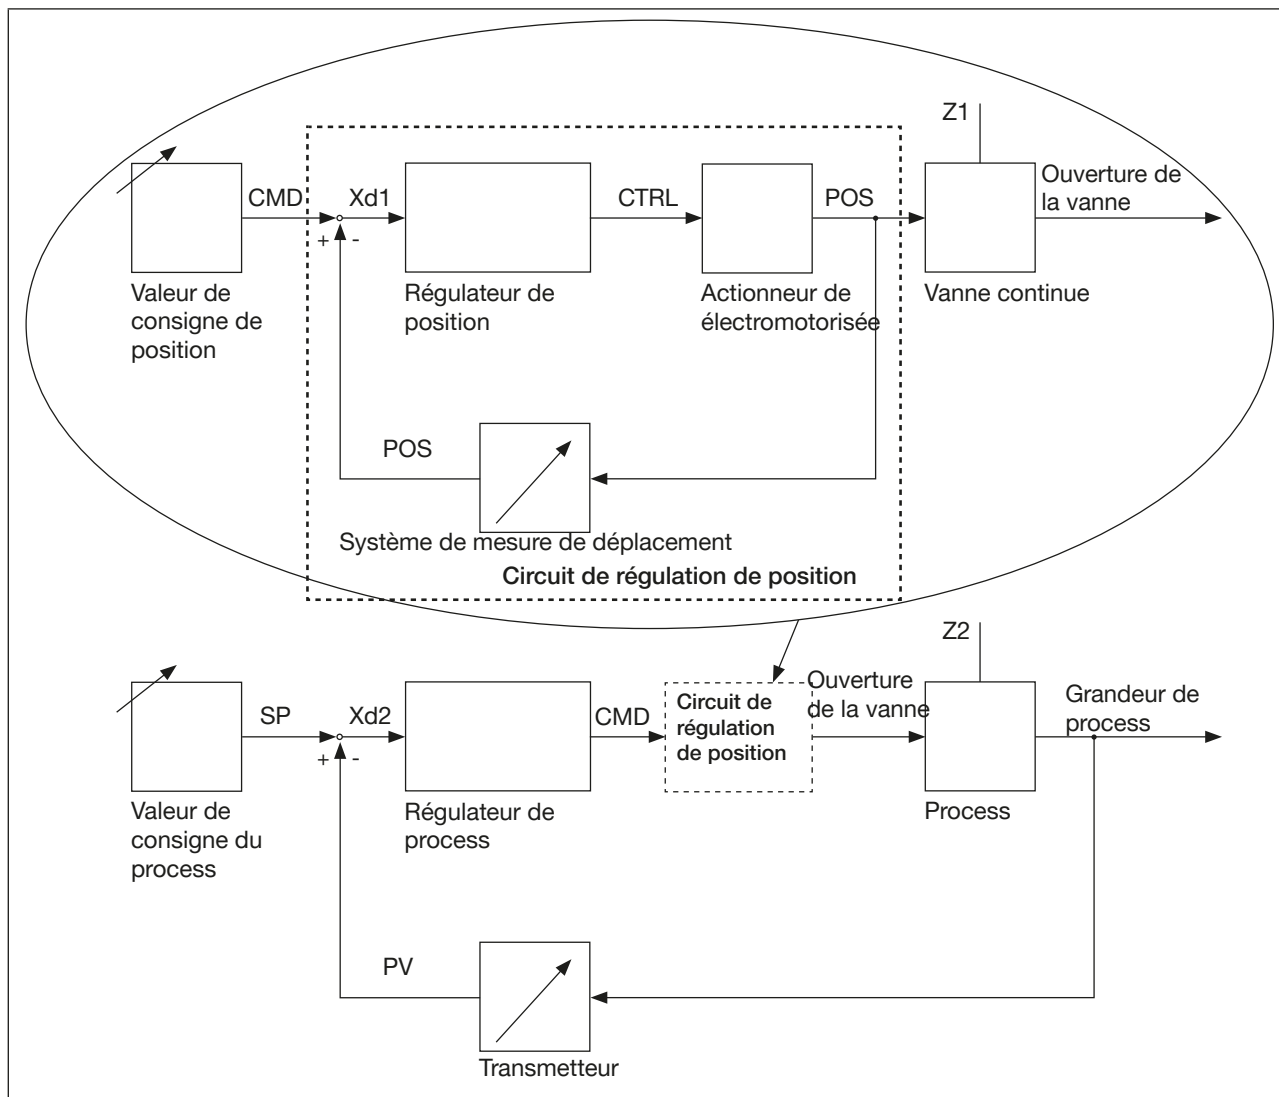 Z1
Ouverture de
la vanne
CMD
Xd1
CTRL
POS
+ -
Valeur de
consigne de
position
Régulateur de
position
Actionneur de
électromotorisée
Vanne continue
POS
Système de mesure de déplacement
Circuit de régulation de position
Z2
Ouverture
de la vanne
Grandeur de
process
SP
Xd2
CMD
Circuit de
régulation
de position
+ -
Valeur de
consigne du
process
Régulateur de
process
Process
PV
Transmetteur